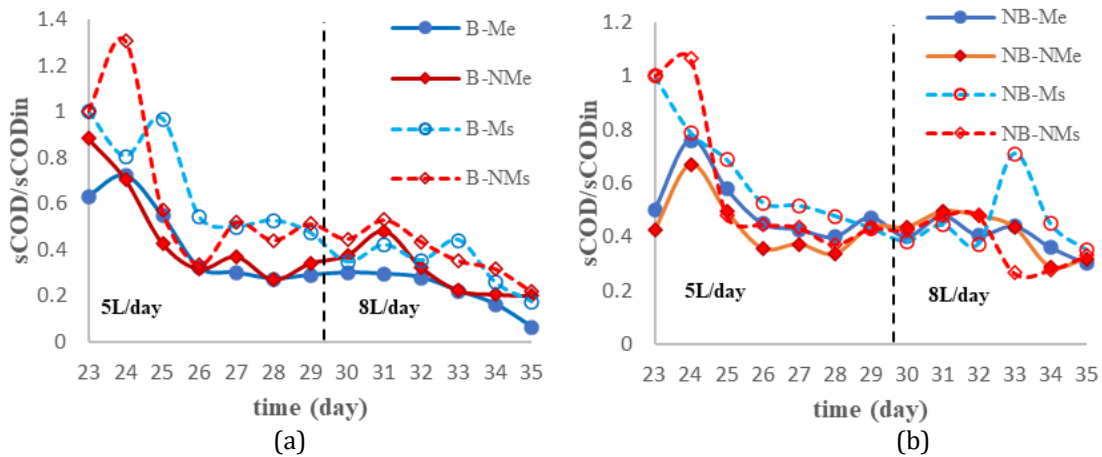 1.4
1.2
1
0.8
0.6
0.4
0.2
0
sCOD/sCODin
B-Me
B-NMe
B-Ms
B-NMs
5L/day
8L/day
23 24 25 26 27 28 29 30 31 32 33 34 35
time (day)
(a)
1.2
1
0.8
0.6
0.4
0.2
0
sCOD/sCODin
NB-Me
NB-NMe
NB-Ms
NB-NMs
5L/day
8L/day
23 24 25 26 27 28 29 30 31 32 33 34 35
time (day)
(b)